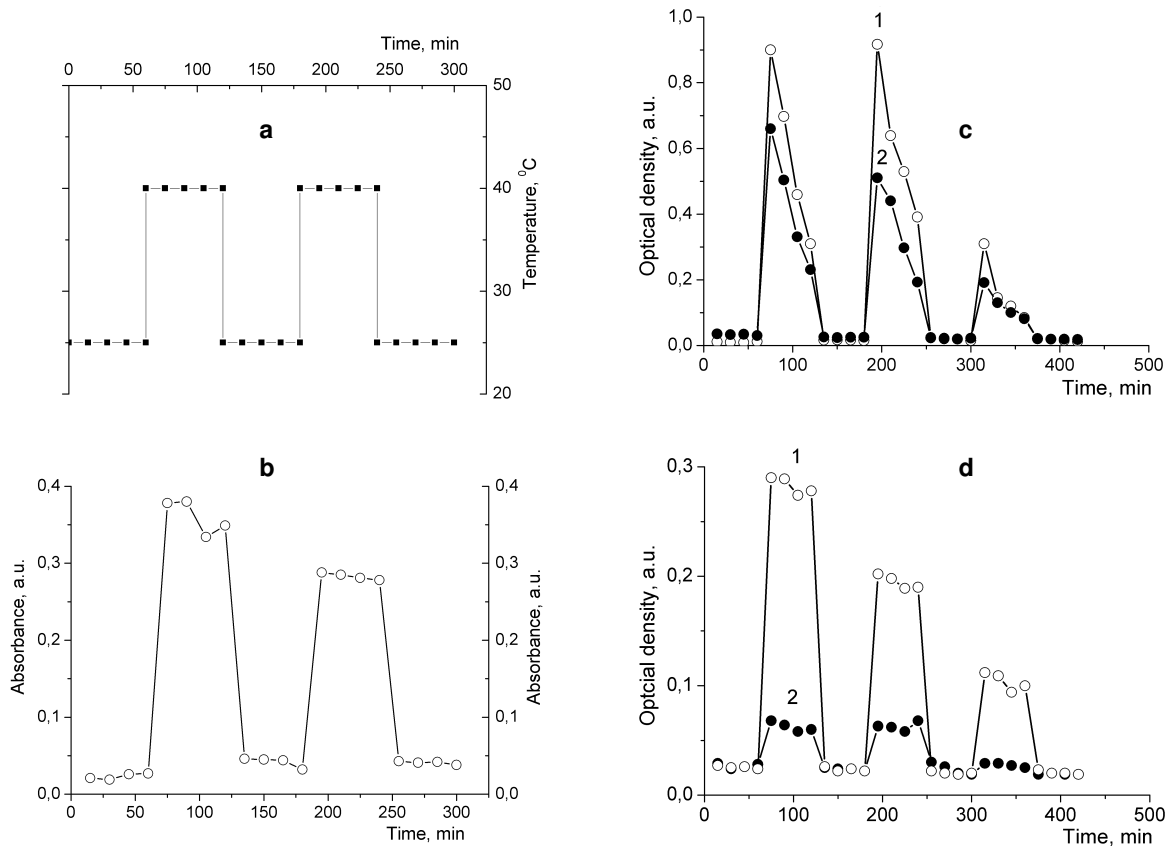 Time, min
0 50 100 150 200 250 300
50
40
30
20
Temperature, ⁰C
a
1,0
0,8
0,6
0,4
0,2
0,0
Optical density, a.u.
1
2
c
0 100 200 300 400 500
Time, min
b
0,4
0,3
0,2
0,1
0,0
Absorbance, a.u.
0,4
0,3
0,2
0,1
0,0
Absorbance, a.u.
0 50 100 150 200 250 300
Time, min
d
0,3
0,2
0,1
0,0
Optcial density, a.u.
1
2
0 100 200 300 400 500
Time, min